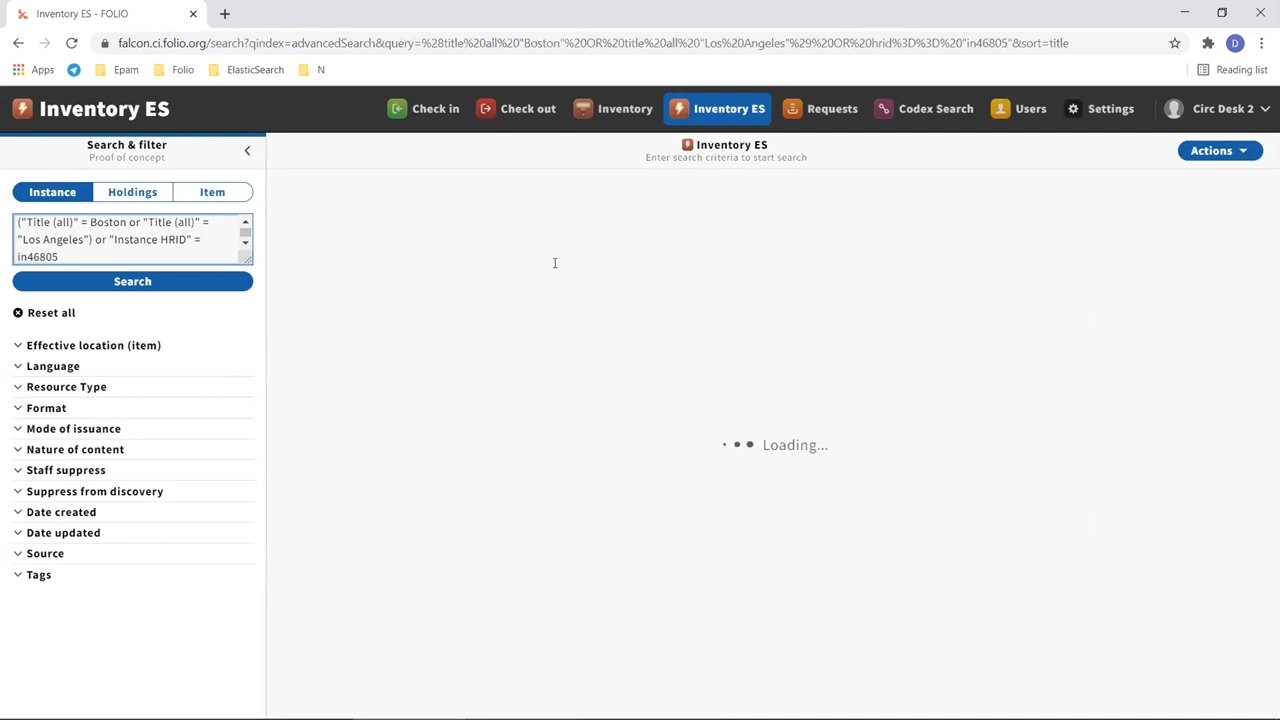 Inventory ES - FOLIO
falcon.ci.folio.org/search?qindex=advancedSearch&query=%28title%20all%20"Boston"%20OR%20title%20all%20"Los%20Angeles"%29%20OR%20hrid%3D%3D%20"in46805"&sort=title
D
Apps Epam Folio ElasticSearch N Reading list
Inventory ES Check in Check out Inventory Inventory ES Requests Codex Search Users Settings Circ Desk 2
Search & filter
Proof of concept
Inventory ES
Enter search criteria to start search
Actions
Instance Holdings Item
("Title (all)" = Boston or "Title (all)" =
"Los Angeles") or "Instance HRID" =
in46805
Search
Reset all
Effective location (item)
Language
Resource Type
Format
Mode of issuance
Nature of content
Staff suppress
Suppress from discovery
Date created
Date updated
Source
Tags
Loading...